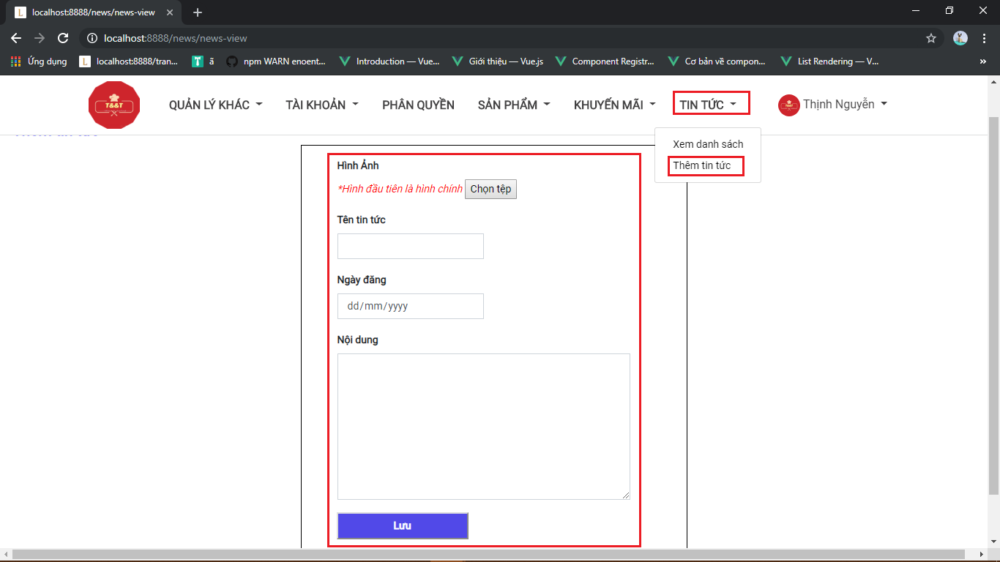 localhost:8888/news/news-view
localhost:8888/news/news-view
Ứng dụng
localhost:8888/tran...
ã
npm WARN enoent...
Introduction — Vue...
Giới thiệu — Vue.js
Component Registr...
Cơ bản về compon...
List Rendering — V...
T&&T
QUẢN LÝ KHÁC
TÀI KHOẢN
PHÂN QUYỀN
SẢN PHẨM
KHUYẾN MÃI
TIN TỨC
Thịnh Nguyễn
Xem danh sách
Thêm tin tức
Hình Ảnh
*Hình đầu tiên là hình chính
Chọn tệp
Tên tin tức
Ngày đăng
dd/mm/yyyy
Nội dung
Lưu